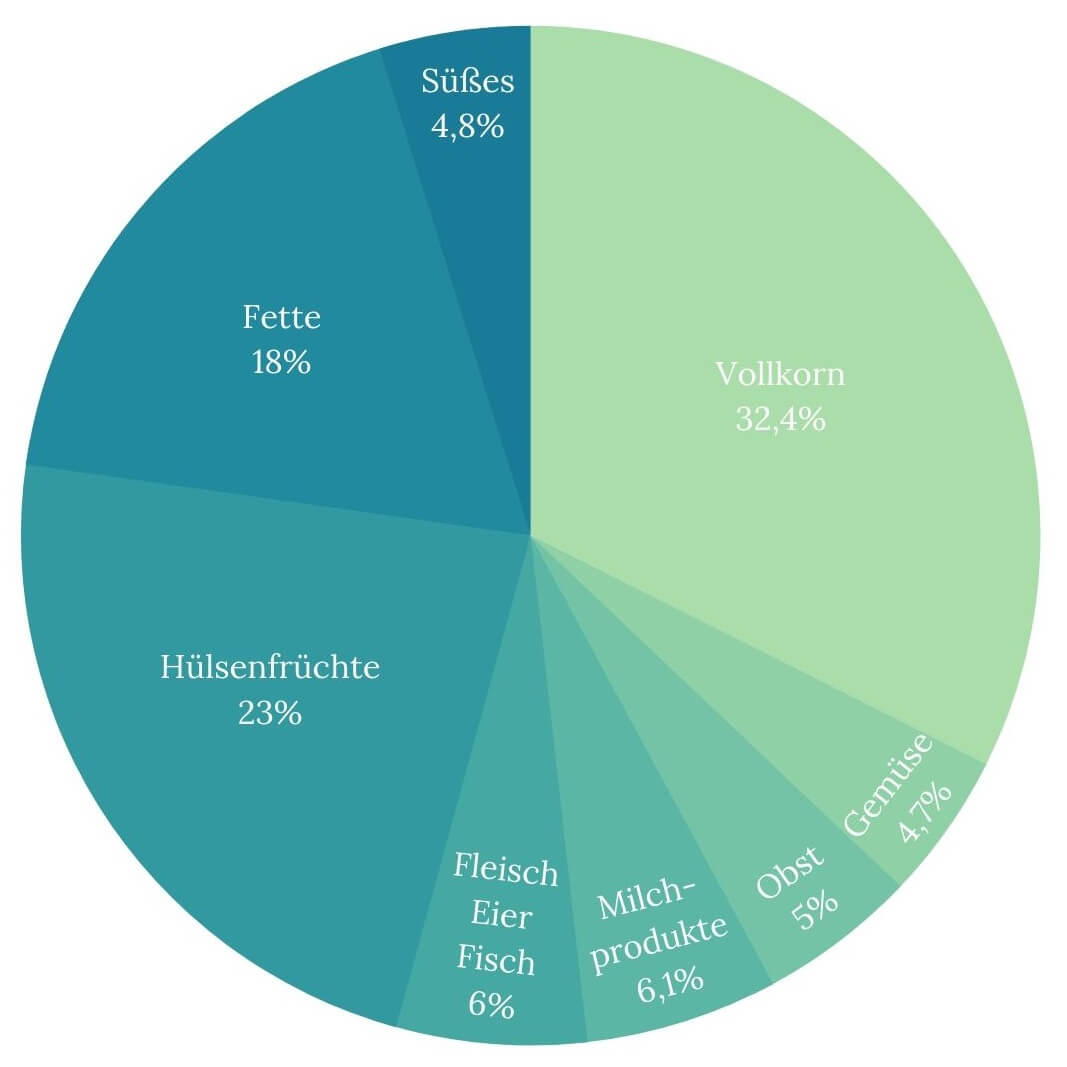 Süßes
4,8%
Vollkorn
32,4%
Gemüse
4,7%
Obst
5%
Milch-
produkte
6,1%
Fleisch
Eier
Fisch
6%
Hülsenfrüchte
23%
Fette
18%